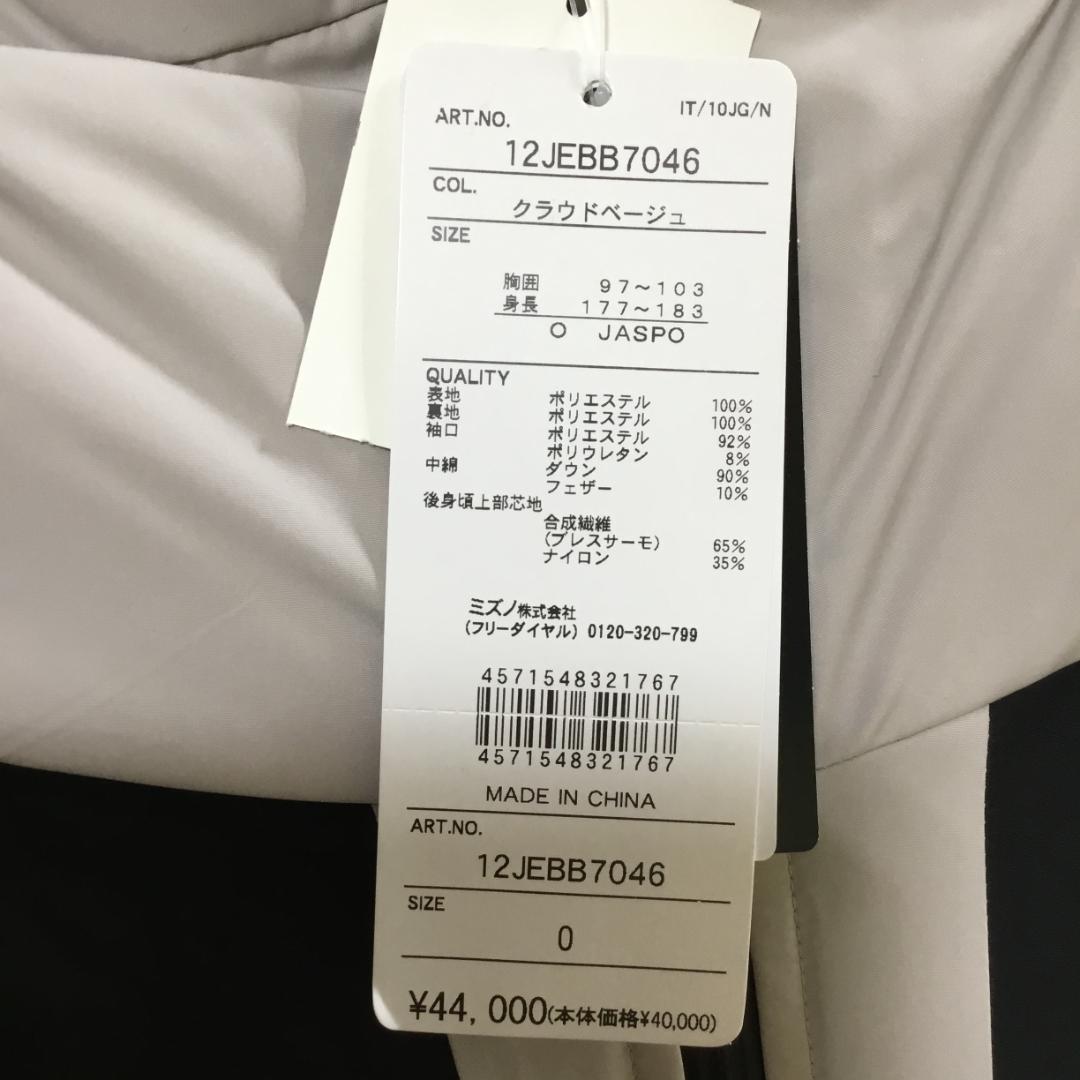 IT/10JG/N
ART.NO.
12JEBB7046
COL.
クラウドベージュ
SIZE
胸囲 97～103
身長 177～183
O JASPO
QUALITY
表地 ポリエステル 100%
裏地 ポリエステル 100%
袖口 ポリエステル 92%
ポリウレタン 8%
中綿 ダウン 90%
フェザー 10%
後身頃上部芯地
合成繊維
(ブレスサーモ) 65%
ナイロン 35%
ミズノ株式会社
(フリーダイヤル) 0120-320-799
4571548321767
4571548321767
MADE IN CHINA
ART.NO.
12JEBB7046
SIZE
O
¥44,000(本体価格¥40,000)